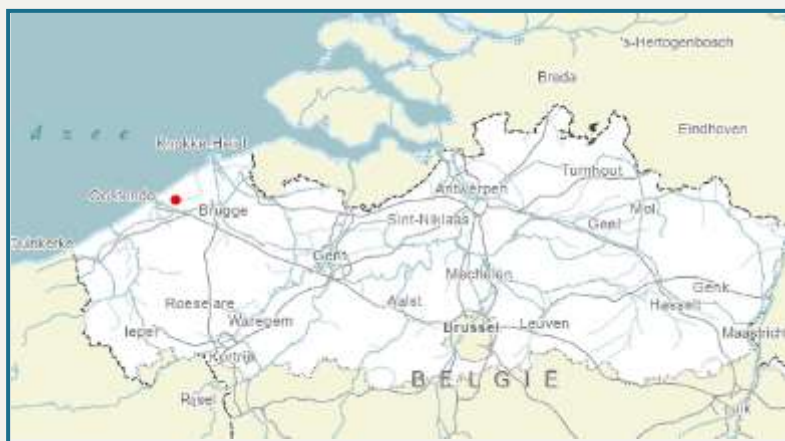 's-Hertogenbosch
Breda
d z e e
Eindhoven
Knokke-Heist
Turnhout
Antwerpen
Oostende
Mol
Brugge
Sint-Niklaas
Geel
Duinkerke
Gent
Mechelen
Genk
Roeselare
Aalst
Hasselt
Waregem
Ieper
Brussel
Leuven
Maastricht
Kortrijk
BELGIE
Rijsel
Luik